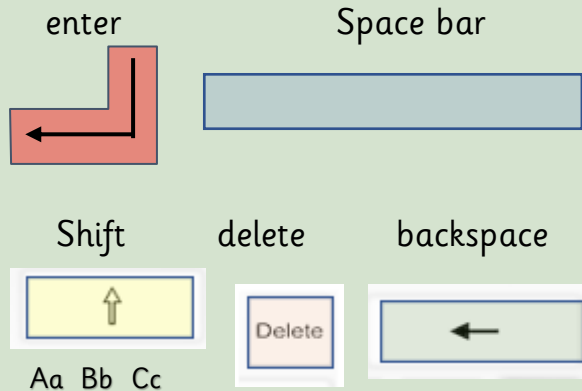 enter
Space bar
Shift
delete
backspace
Delete
Aa Bb Cc